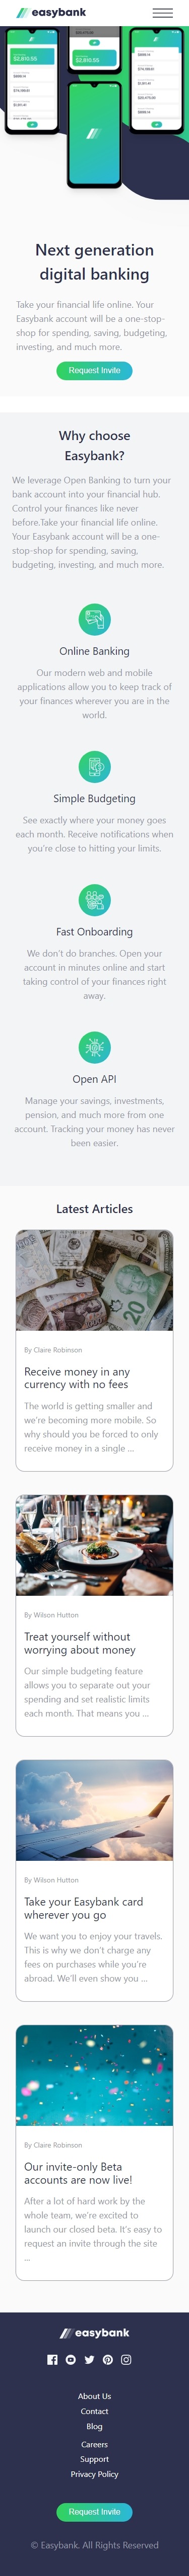 easybank
Next generation
digital banking
Take your financial life online. Your
Easybank account will be a one-stop-
shop for spending, saving, budgeting,
investing, and much more.
Request Invite
Why choose
Easybank?
We leverage Open Banking to turn your
bank account into your financial hub.
Control your finances like never
before.Take your financial life online.
Your Easybank account will be a one-
stop-shop for spending, saving,
budgeting, investing, and much more.
Online Banking
Our modern web and mobile
applications allow you to keep track of
your finances wherever you are in the
world.
Simple Budgeting
See exactly where your money goes
each month. Receive notifications when
you're close to hitting your limits.
Fast Onboarding
We don't do branches. Open your
account in minutes online and start
taking control of your finances right
away.
Open API
Manage your savings, investments,
pension, and much more from one
account. Tracking your money has never
been easier.
Latest Articles
By Claire Robinson
Receive money in any
currency with no fees
The world is getting smaller and
we're becoming more mobile. So
why should you be forced to only
receive money in a single ...
By Wilson Hutton
Treat yourself without
worrying about money
Our simple budgeting feature
allows you to separate out your
spending and set realistic limits
each month. That means you ...
By Wilson Hutton
Take your Easybank card
wherever you go
We want you to enjoy your travels.
This is why we don't charge any
fees on purchases while you're
abroad. We'll even show you ...
By Claire Robinson
Our invite-only Beta
accounts are now live!
After a lot of hard work by the
whole team, we're excited to
launch our closed beta. It's easy to
request an invite through the site
...
easybank
About Us
Contact
Blog
Careers
Support
Privacy Policy
Request Invite
© Easybank. All Rights Reserved